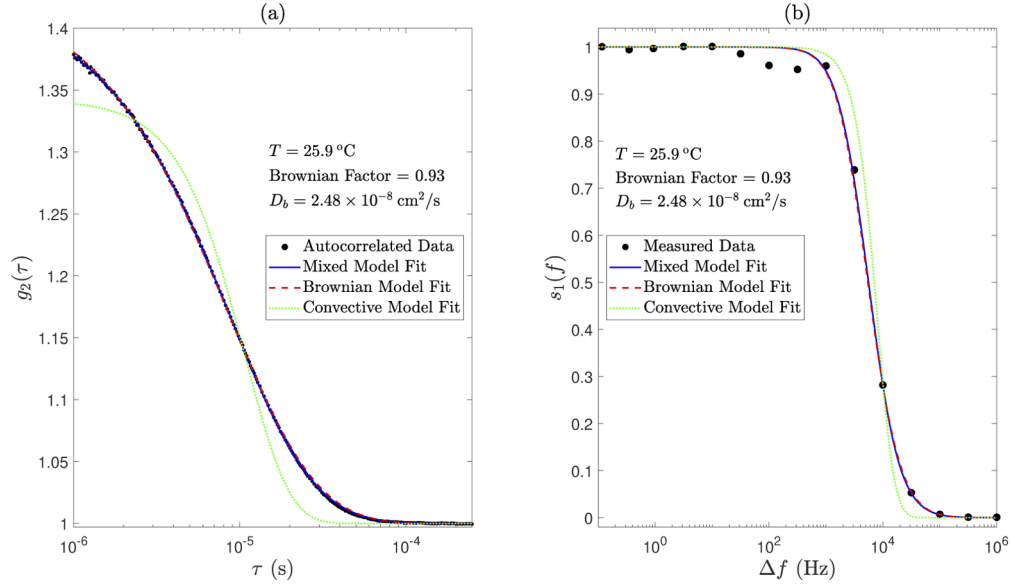 (a)
1.4
1.35
1.3
1.25
1.2
1.15
1.1
1.05
1
g₂(τ)
T = 25.9 °C
Brownian Factor = 0.93
D_b = 2.48 × 10⁻⁸ cm²/s
Autocorrelated Data
Mixed Model Fit
Brownian Model Fit
Convective Model Fit
10⁻⁶ 10⁻⁵ 10⁻⁴
τ (s)
(b)
1
0.9
0.8
0.7
0.6
0.5
0.4
0.3
0.2
0.1
0
s₁(f)
T = 25.9 °C
Brownian Factor = 0.93
D_b = 2.48 × 10⁻⁸ cm²/s
Measured Data
Mixed Model Fit
Brownian Model Fit
Convective Model Fit
10⁰ 10² 10⁴ 10⁶
Δf (Hz)